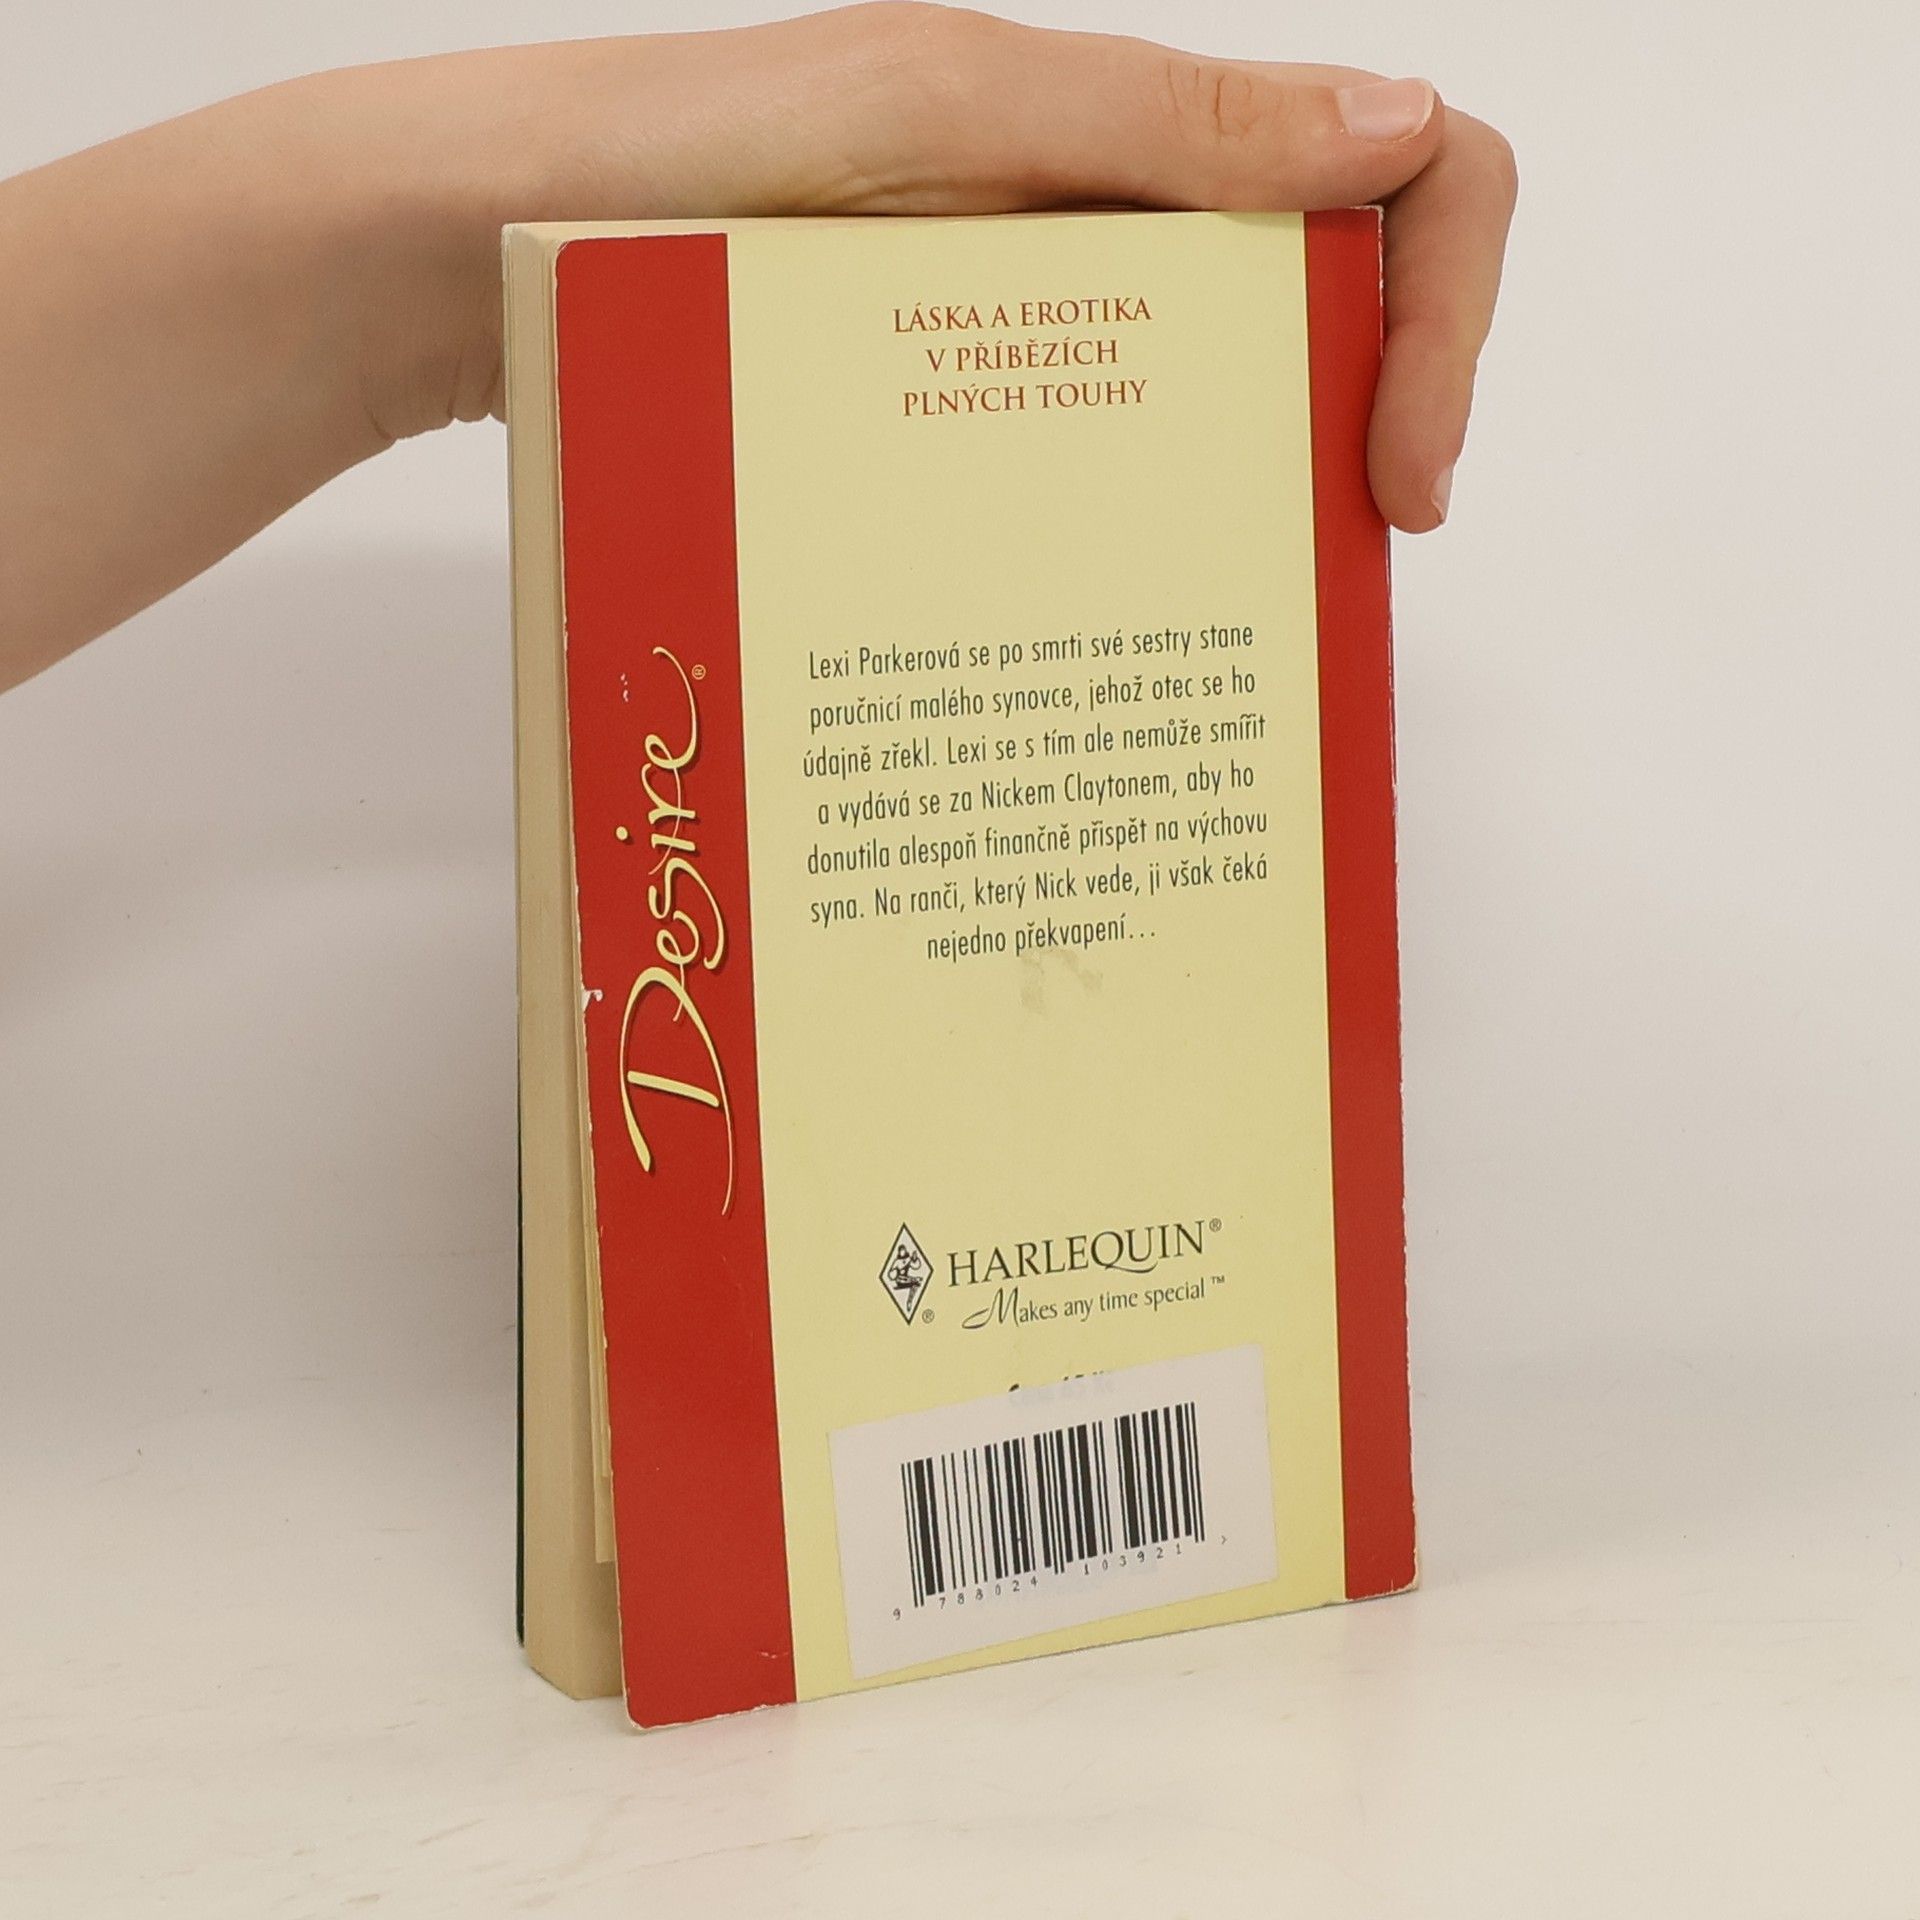 LÁSKA A EROTIKA
V PŘÍBĚZÍCH
PLNÝCH TOUHY
Desire®
Lexi Parkerová se po smrti své sestry stane
poručnicí malého synovce, jehož otec se ho
údajně zřekl. Lexi se s tím ale nemůže smířit
a vydává se za Nickem Claytonem, aby ho
donutila alespoň finančně přispět na výchovu
syna. Na ranči, který Nick vede, ji však čeká
nejedno překvapení...
HARLEQUIN®
Makes any time special™
®
9 788024 103921 >